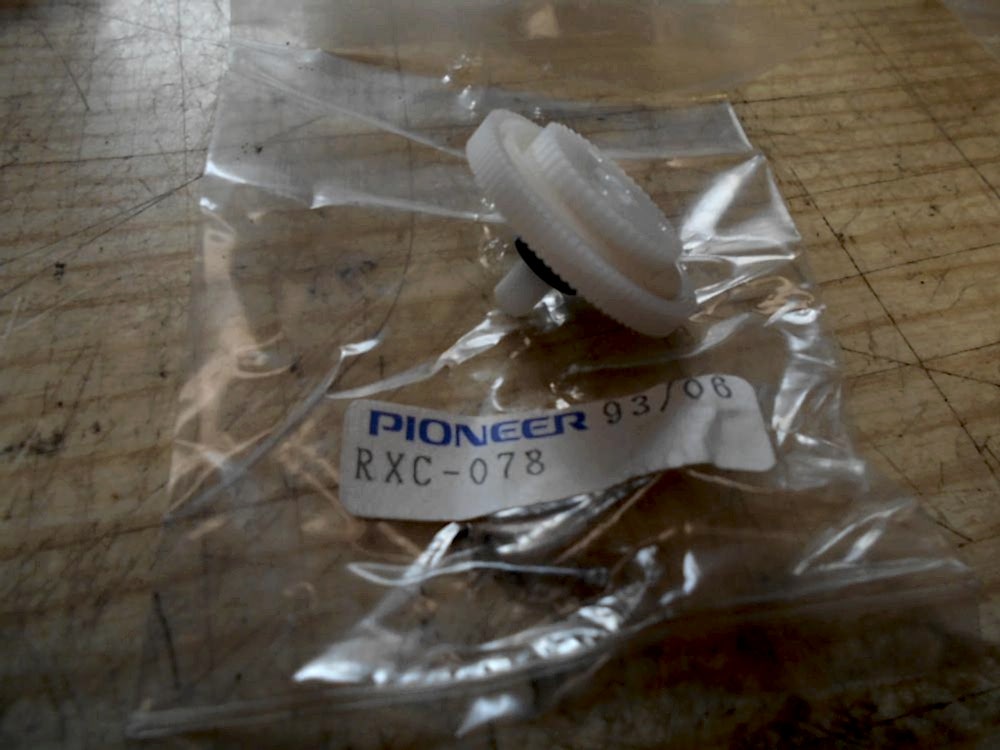 PIONEER 93/06
RXC-078